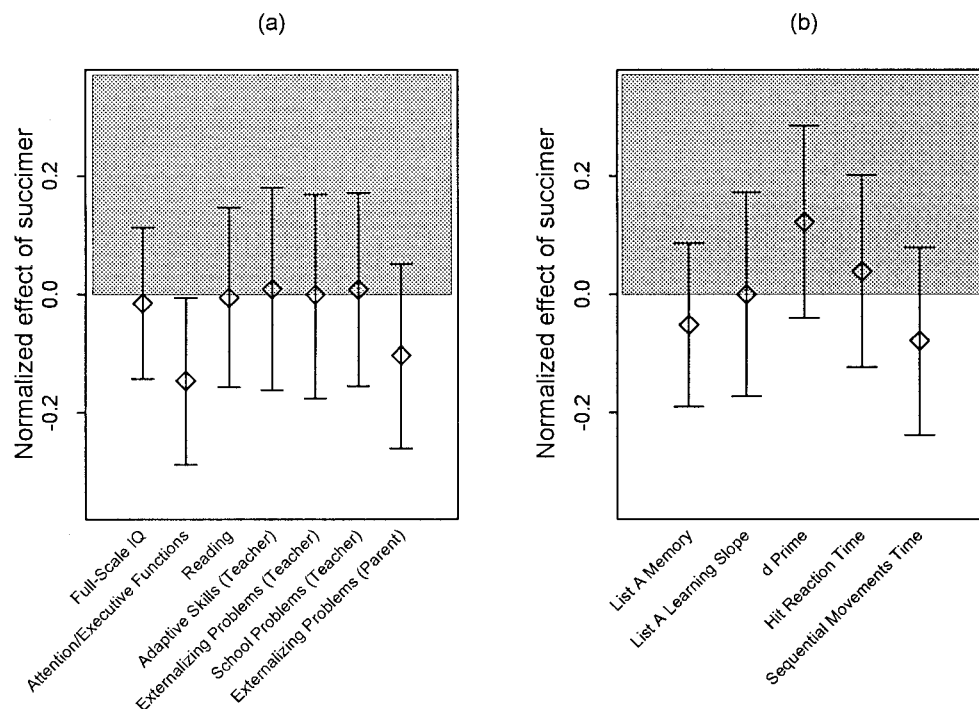 (a)
Normalized effect of succimer
0.2
0.0
-0.2
Full-Scale IQ
Attention/Executive Functions
Reading
Adaptive Skills (Teacher)
Externalizing Problems (Teacher)
School Problems (Teacher)
Externalizing Problems (Parent)
(b)
Normalized effect of succimer
0.2
0.0
-0.2
List A Memory
List A Learning Slope
d Prime
Hit Reaction Time
Sequential Movements Time